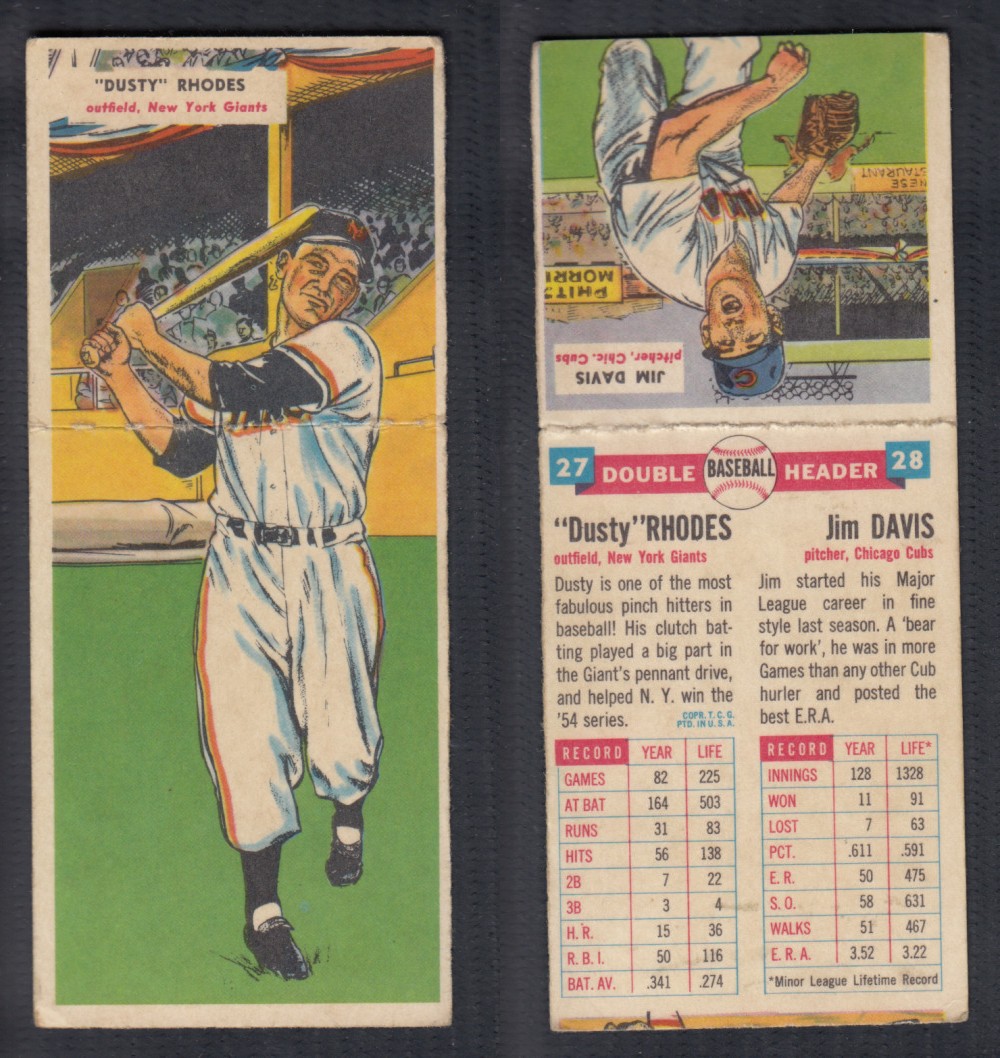 "DUSTY" RHODES
outfield, New York Giants
NESE
STAURANT
PHIT
MORRI
pitcher, Chic. Cubs
JIM DAVIS
27 DOUBLE BASEBALL HEADER 28
"Dusty" RHODES
outfield, New York Giants
Dusty is one of the most
fabulous pinch hitters in
baseball! His clutch bat-
ting played a big part in
the Giant's pennant drive,
and helped N. Y. win the
'54 series.
COPR. T. C. G.
PTD. IN U. S. A.
RECORD YEAR LIFE
GAMES 82 225
AT BAT 164 503
RUNS 31 83
HITS 56 138
2B 7 22
3B 3 4
H. R. 15 36
R. B. I. 50 116
BAT. AV. .341 .274
Jim DAVIS
pitcher, Chicago Cubs
Jim started his Major
League career in fine
style last season. A 'bear
for work', he was in more
Games than any other Cub
hurler and posted the
best E.R.A.
RECORD YEAR LIFE*
INNINGS 128 1328
WON 11 91
LOST 7 63
PCT. .611 .591
E. R. 50 475
S. O. 58 631
WALKS 51 467
E. R. A. 3.52 3.22
*Minor League Lifetime Record